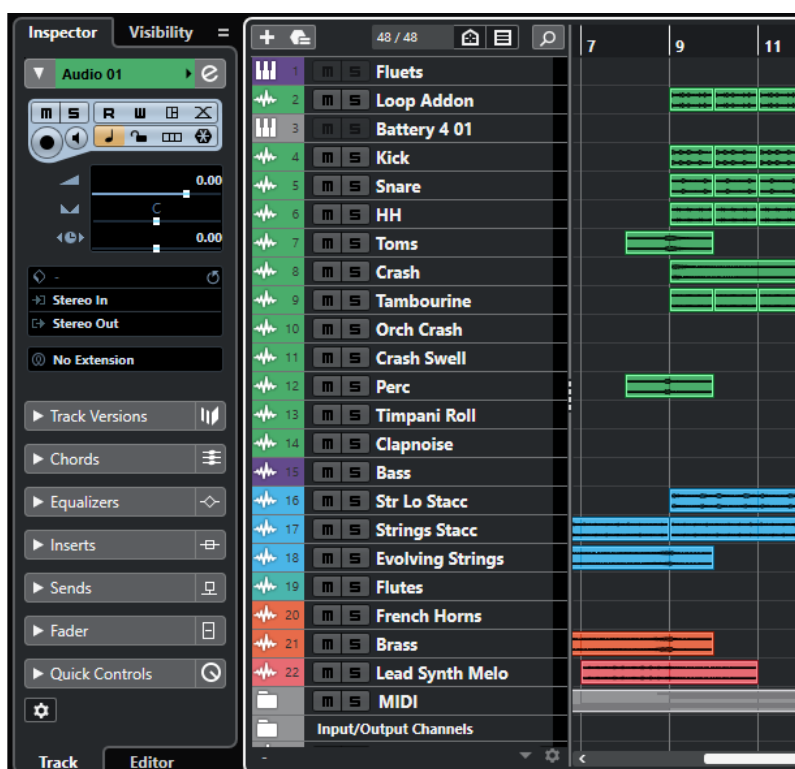 Inspector Visibility
48 / 48
7 9 11
Audio 01
m S R W
0.00
C
0.00
-
Stereo In
Stereo Out
No Extension
Track Versions
Chords
Equalizers
Inserts
Sends
Fader
Quick Controls
Track Editor
1 m S Fluets
2 m S Loop Addon
3 m S Battery 4 01
4 m S Kick
5 m S Snare
6 m S HH
7 m S Toms
8 m S Crash
9 m S Tambourine
10 m S Orch Crash
11 m S Crash Swell
12 m S Perc
13 m S Timpani Roll
14 m S Clapnoise
15 m S Bass
16 m S Str Lo Stacc
17 m S Strings Stacc
18 m S Evolving Strings
19 m S Flutes
20 m S French Horns
21 m S Brass
22 m S Lead Synth Melo
m S MIDI
Input/Output Channels
-